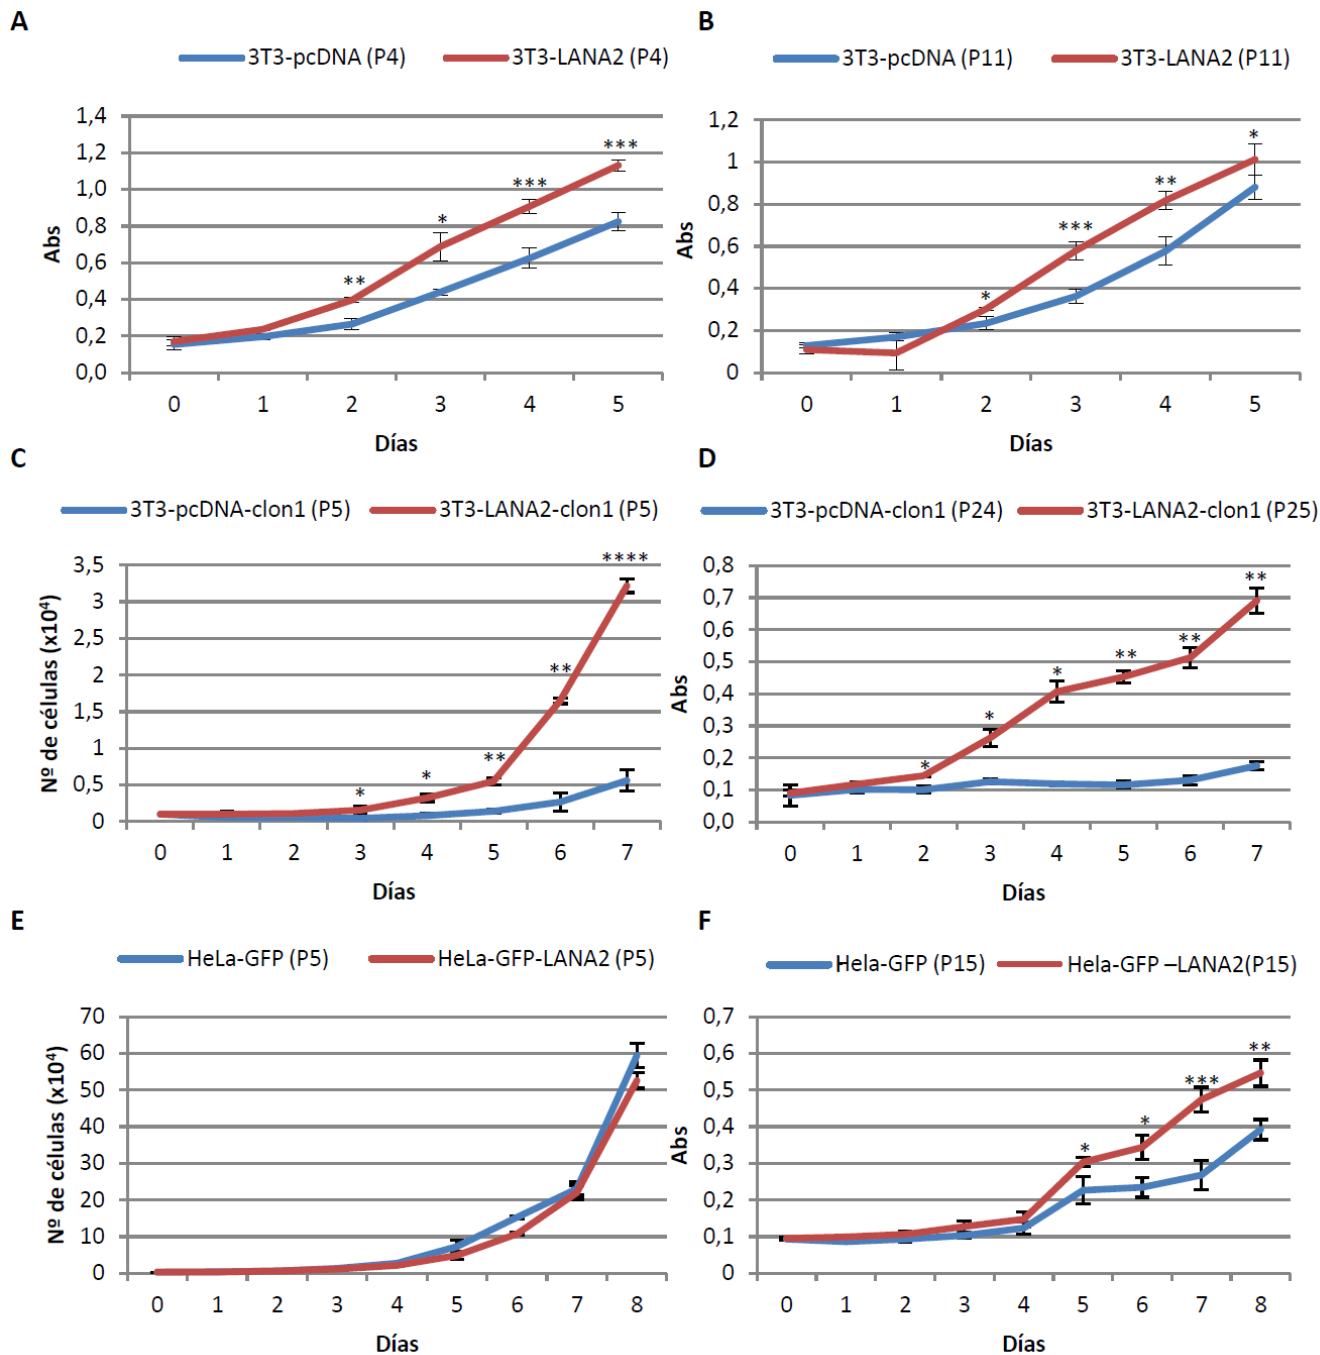 A
3T3-pcDNA (P4) 3T3-LANA2 (P4)
1,4
1,2
1,0
0,8
0,6
0,4
0,2
0,0
Abs
** * *** ***
0 1 2 3 4 5
Días
B
3T3-pcDNA (P11) 3T3-LANA2 (P11)
1,2
1
0,8
0,6
0,4
0,2
0
Abs
* *** ** *
0 1 2 3 4 5
Días
C
3T3-pcDNA-clon1 (P5) 3T3-LANA2-clon1 (P5)
3,5
3
2,5
2
1,5
1
0,5
0
Nº de células (x10⁴)
* * ** ** ****
0 1 2 3 4 5 6 7
Días
D
3T3-pcDNA-clon1 (P24) 3T3-LANA2-clon1 (P25)
0,8
0,7
0,6
0,5
0,4
0,3
0,2
0,1
0,0
Abs
* * * ** ** **
0 1 2 3 4 5 6 7
Días
E
HeLa-GFP (P5) HeLa-GFP-LANA2 (P5)
70
60
50
40
30
20
10
0
Nº de células (x10⁴)
0 1 2 3 4 5 6 7 8
Días
F
Hela-GFP (P15) Hela-GFP –LANA2(P15)
0,7
0,6
0,5
0,4
0,3
0,2
0,1
0
Abs
* * *** **
0 1 2 3 4 5 6 7 8
Días